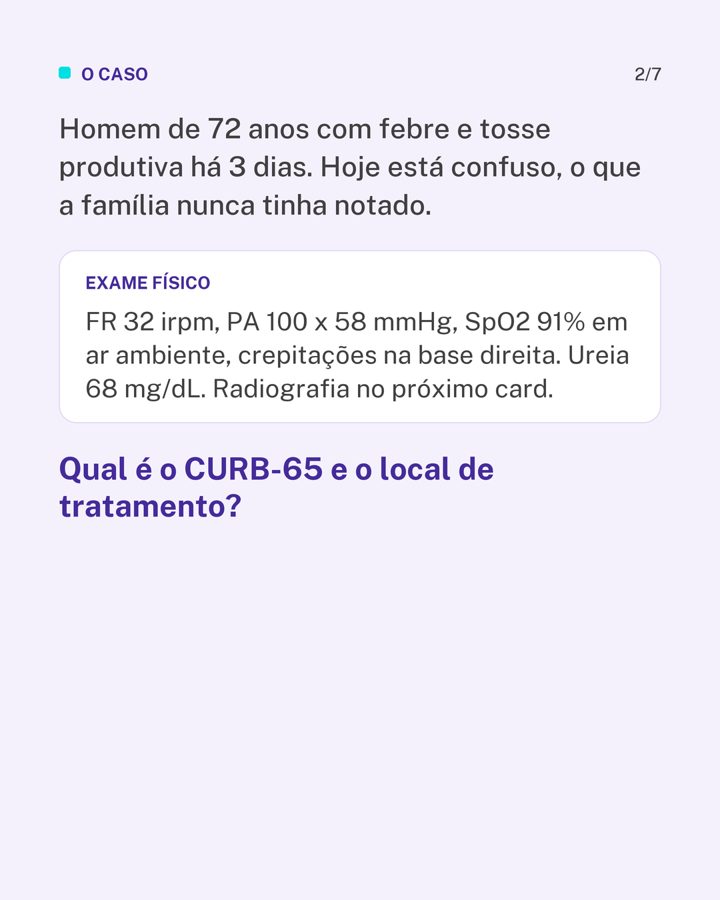 O CASO
2/7
Homem de 72 anos com febre e tosse
produtiva há 3 dias. Hoje está confuso, o que
a família nunca tinha notado.
EXAME FÍSICO
FR 32 irpm, PA 100 x 58 mmHg, SpO2 91% em
ar ambiente, crepitações na base direita. Ureia
68 mg/dL. Radiografia no próximo card.
Qual é o CURB-65 e o local de
tratamento?